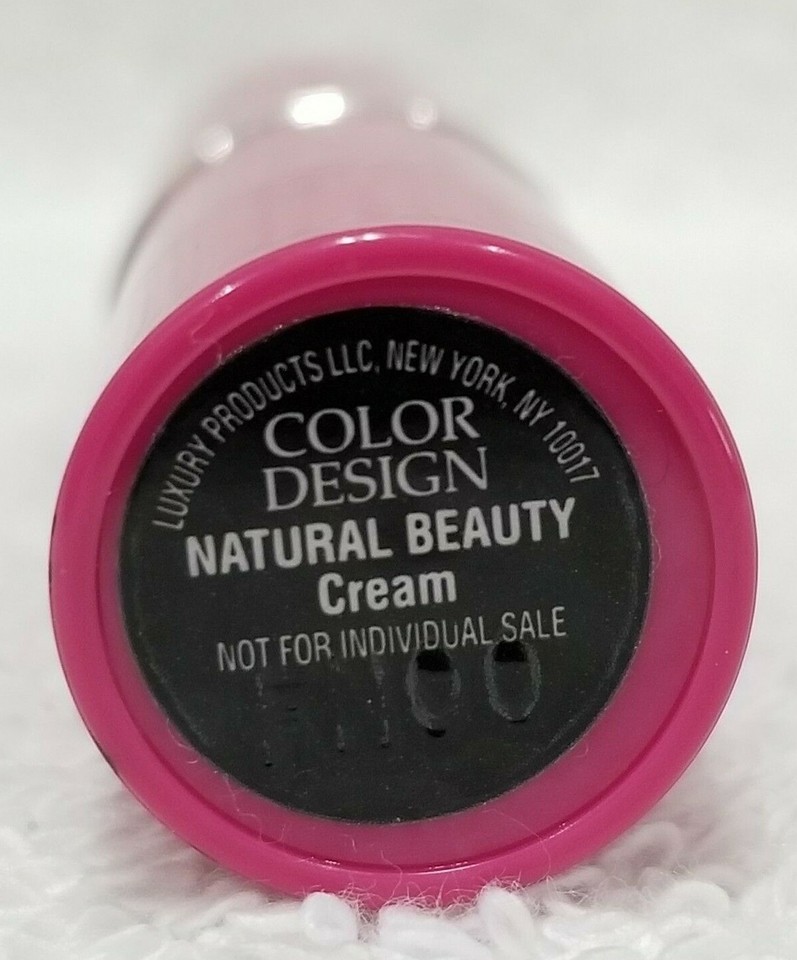 LUXURY PRODUCTS LLC, NEW YORK, NY 10017
COLOR
DESIGN
NATURAL BEAUTY
Cream
NOT FOR INDIVIDUAL SALE